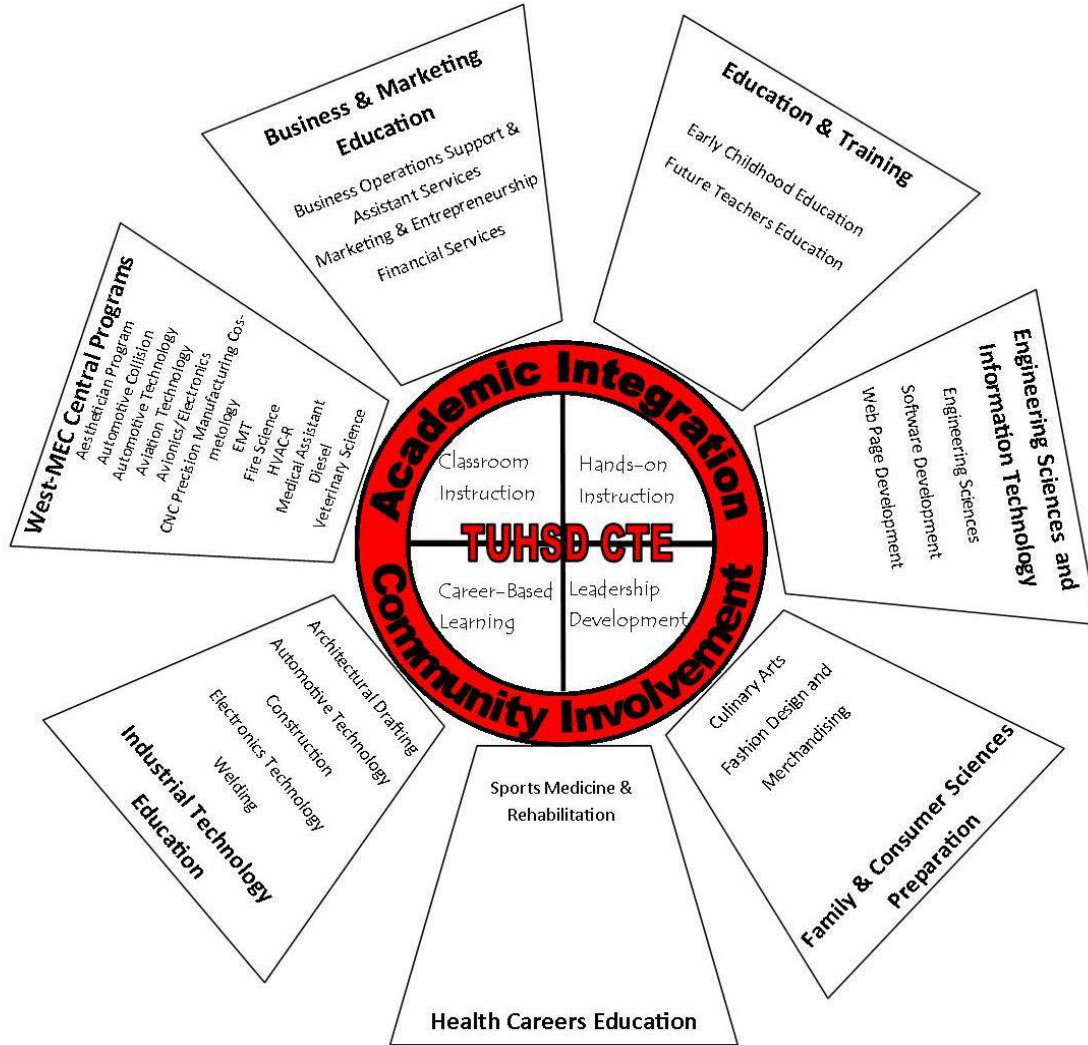 Business & Marketing
Education
Business Operations Support &
Assistant Services
Marketing & Entrepreneurship
Financial Services
Education & Training
Early Childhood Education
Future Teachers Education
Engineering Sciences and
Information Technology
Engineering Sciences
Software Development
Web Page Development
Culinary Arts
Fashion Design and
Merchandising
Family & Consumer Sciences
Preparation
Sports Medicine &
Rehabilitation
Health Careers Education
Architectural Drafting
Automotive Technology
Construction
Electronics Technology
Welding
Industrial Technology
Education
West-MEC Central Programs
Aesthetician Program
Automotive Collision
Automotive Technology
Aviation Technology
Avionics/Electronics
CNC Precision Manufacturing Cos-
metology
EMT
Fire Science
HVAC-R
Medical Assistant
Diesel
Veterinary Science
Academic Integration
Classroom
Instruction
Hands-on
Instruction
TUHSD CTE
Career-Based
Learning
Leadership
Development
Community Involvement